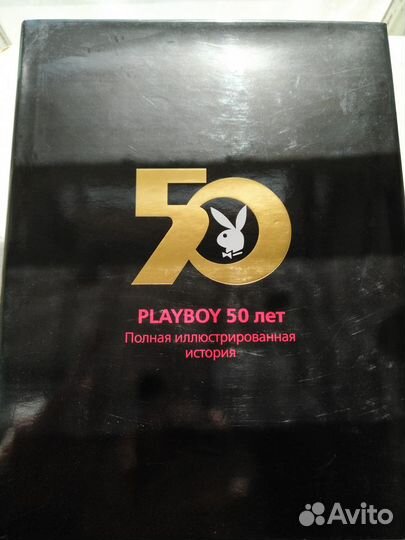 50
PLAYBOY 50 лет
Полная иллюстрированная
история
Avito